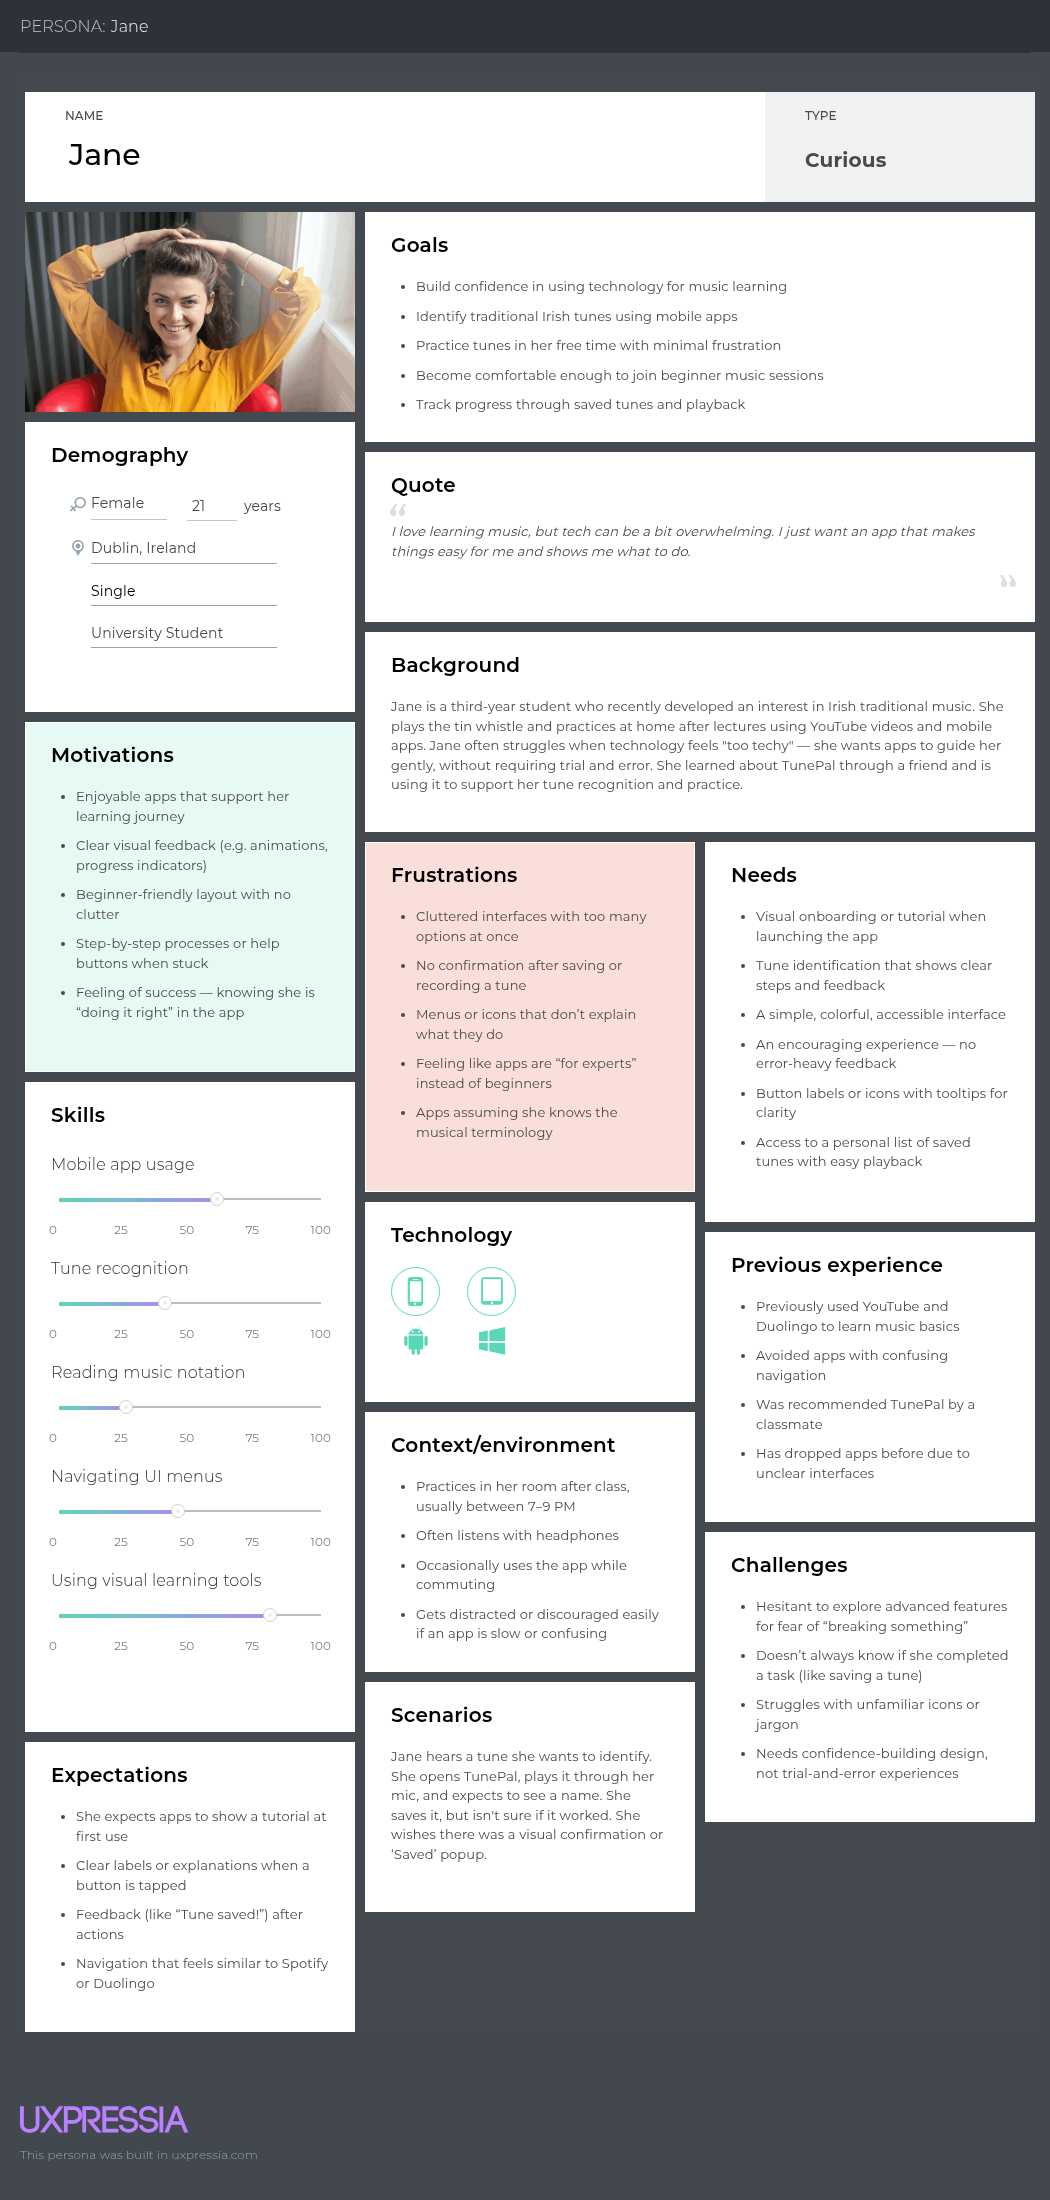 PERSONA: Jane
NAME
Jane
TYPE
Curious
Demography
Female
21 years
Dublin, Ireland
Single
University Student
Motivations
• Enjoyable apps that support her
learning journey
• Clear visual feedback (e.g. animations,
progress indicators)
• Beginner-friendly layout with no
clutter
• Step-by-step processes or help
buttons when stuck
• Feeling of success — knowing she is
“doing it right” in the app
Skills
Mobile app usage
0 25 50 75 100
Tune recognition
0 25 50 75 100
Reading music notation
0 25 50 75 100
Navigating UI menus
0 25 50 75 100
Using visual learning tools
0 25 50 75 100
Expectations
• She expects apps to show a tutorial at
first use
• Clear labels or explanations when a
button is tapped
• Feedback (like “Tune saved!”) after
actions
• Navigation that feels similar to Spotify
or Duolingo
Goals
• Build confidence in using technology for music learning
• Identify traditional Irish tunes using mobile apps
• Practice tunes in her free time with minimal frustration
• Become comfortable enough to join beginner music sessions
• Track progress through saved tunes and playback
Quote
“
I love learning music, but tech can be a bit overwhelming. I just want an app that makes
things easy for me and shows me what to do.
”
Background
Jane is a third-year student who recently developed an interest in Irish traditional music. She
plays the tin whistle and practices at home after lectures using YouTube videos and mobile
apps. Jane often struggles when technology feels "too techy" — she wants apps to guide her
gently, without requiring trial and error. She learned about TunePal through a friend and is
using it to support her tune recognition and practice.
Frustrations
• Cluttered interfaces with too many
options at once
• No confirmation after saving or
recording a tune
• Menus or icons that don’t explain
what they do
• Feeling like apps are “for experts”
instead of beginners
• Apps assuming she knows the
musical terminology
Technology
Context/environment
• Practices in her room after class,
usually between 7–9 PM
• Often listens with headphones
• Occasionally uses the app while
commuting
• Gets distracted or discouraged easily
if an app is slow or confusing
Scenarios
Jane hears a tune she wants to identify.
She opens TunePal, plays it through her
mic, and expects to see a name. She
saves it, but isn't sure if it worked. She
wishes there was a visual confirmation or
‘Saved’ popup.
Needs
• Visual onboarding or tutorial when
launching the app
• Tune identification that shows clear
steps and feedback
• A simple, colorful, accessible interface
• An encouraging experience — no
error-heavy feedback
• Button labels or icons with tooltips for
clarity
• Access to a personal list of saved
tunes with easy playback
Previous experience
• Previously used YouTube and
Duolingo to learn music basics
• Avoided apps with confusing
navigation
• Was recommended TunePal by a
classmate
• Has dropped apps before due to
unclear interfaces
Challenges
• Hesitant to explore advanced features
for fear of “breaking something”
• Doesn’t always know if she completed
a task (like saving a tune)
• Struggles with unfamiliar icons or
jargon
• Needs confidence-building design,
not trial-and-error experiences
UXPRESSIA
This persona was built in uxpressia.com